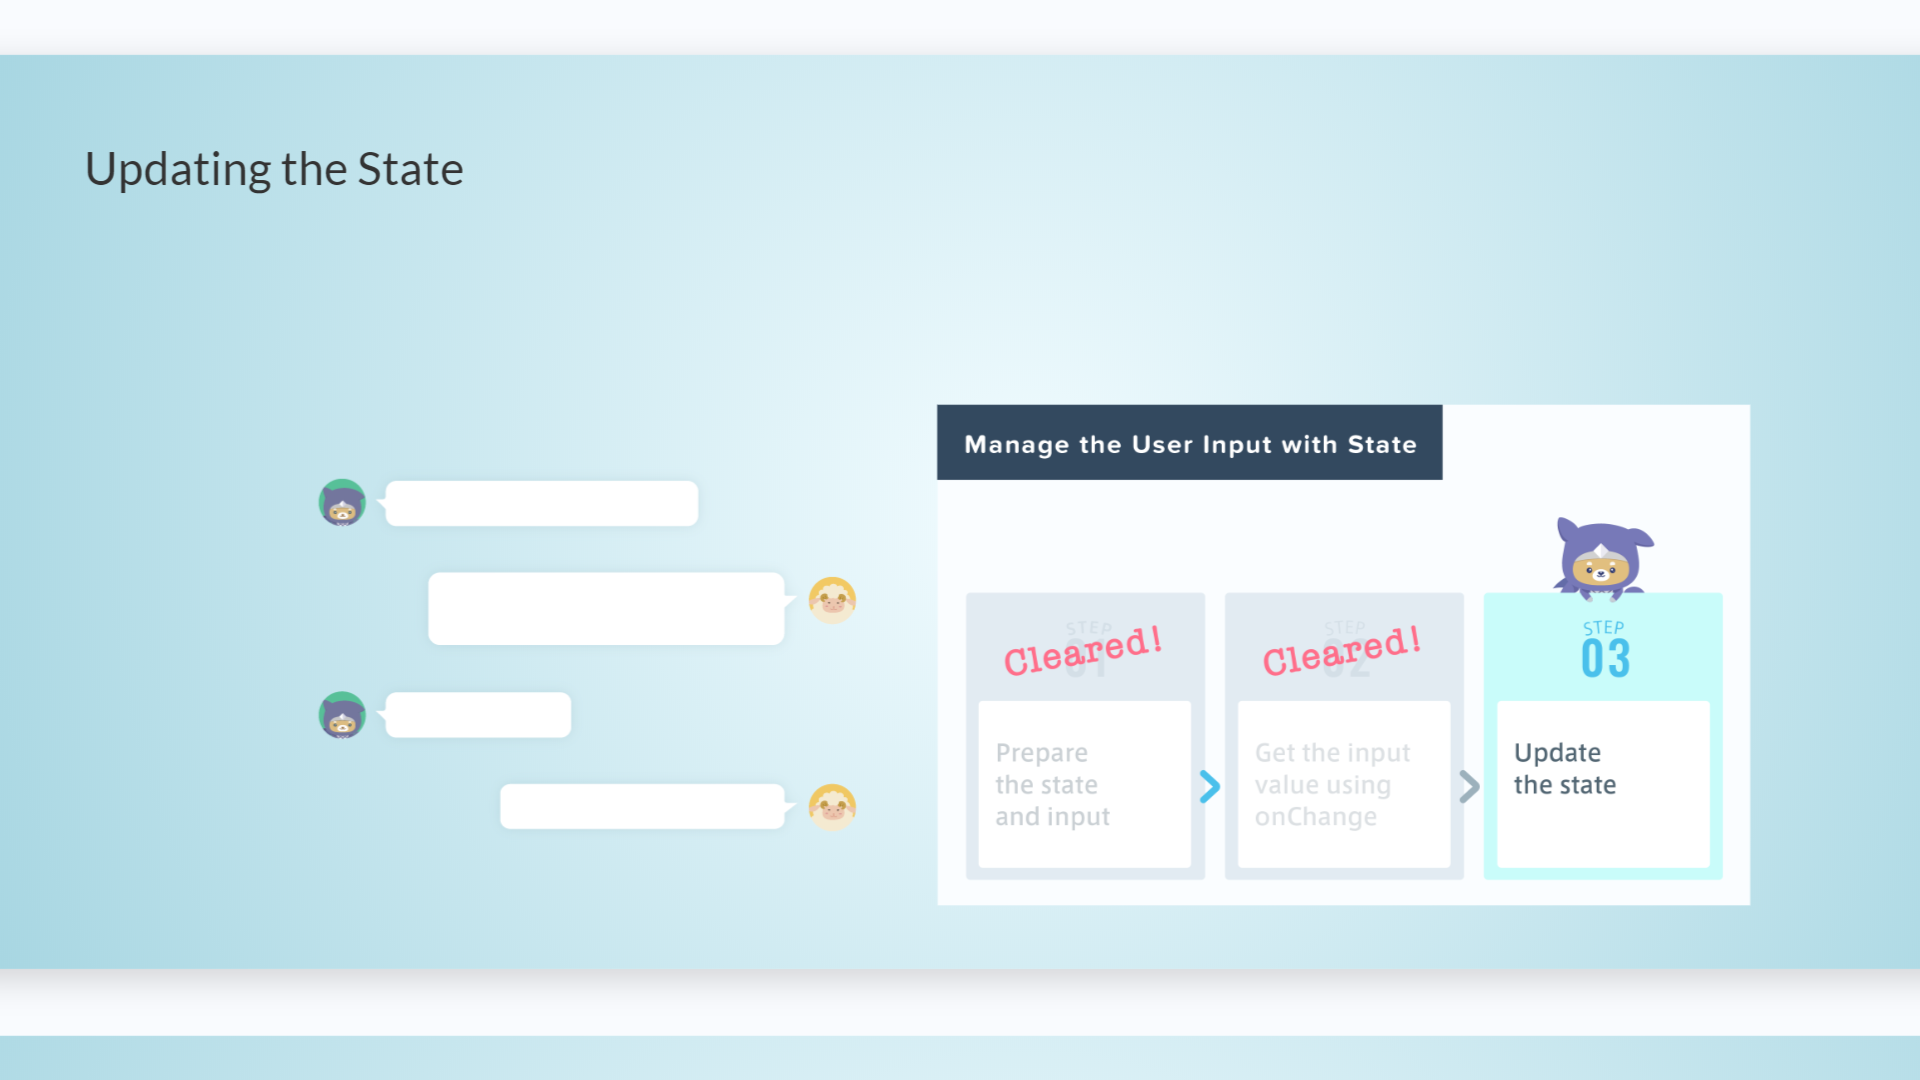 Updating the State
Manage the User Input with State
STEP
01
Cleared!
Prepare
the state
and input
STEP
02
Cleared!
Get the input
value using
onChange
STEP
03
Update
the state